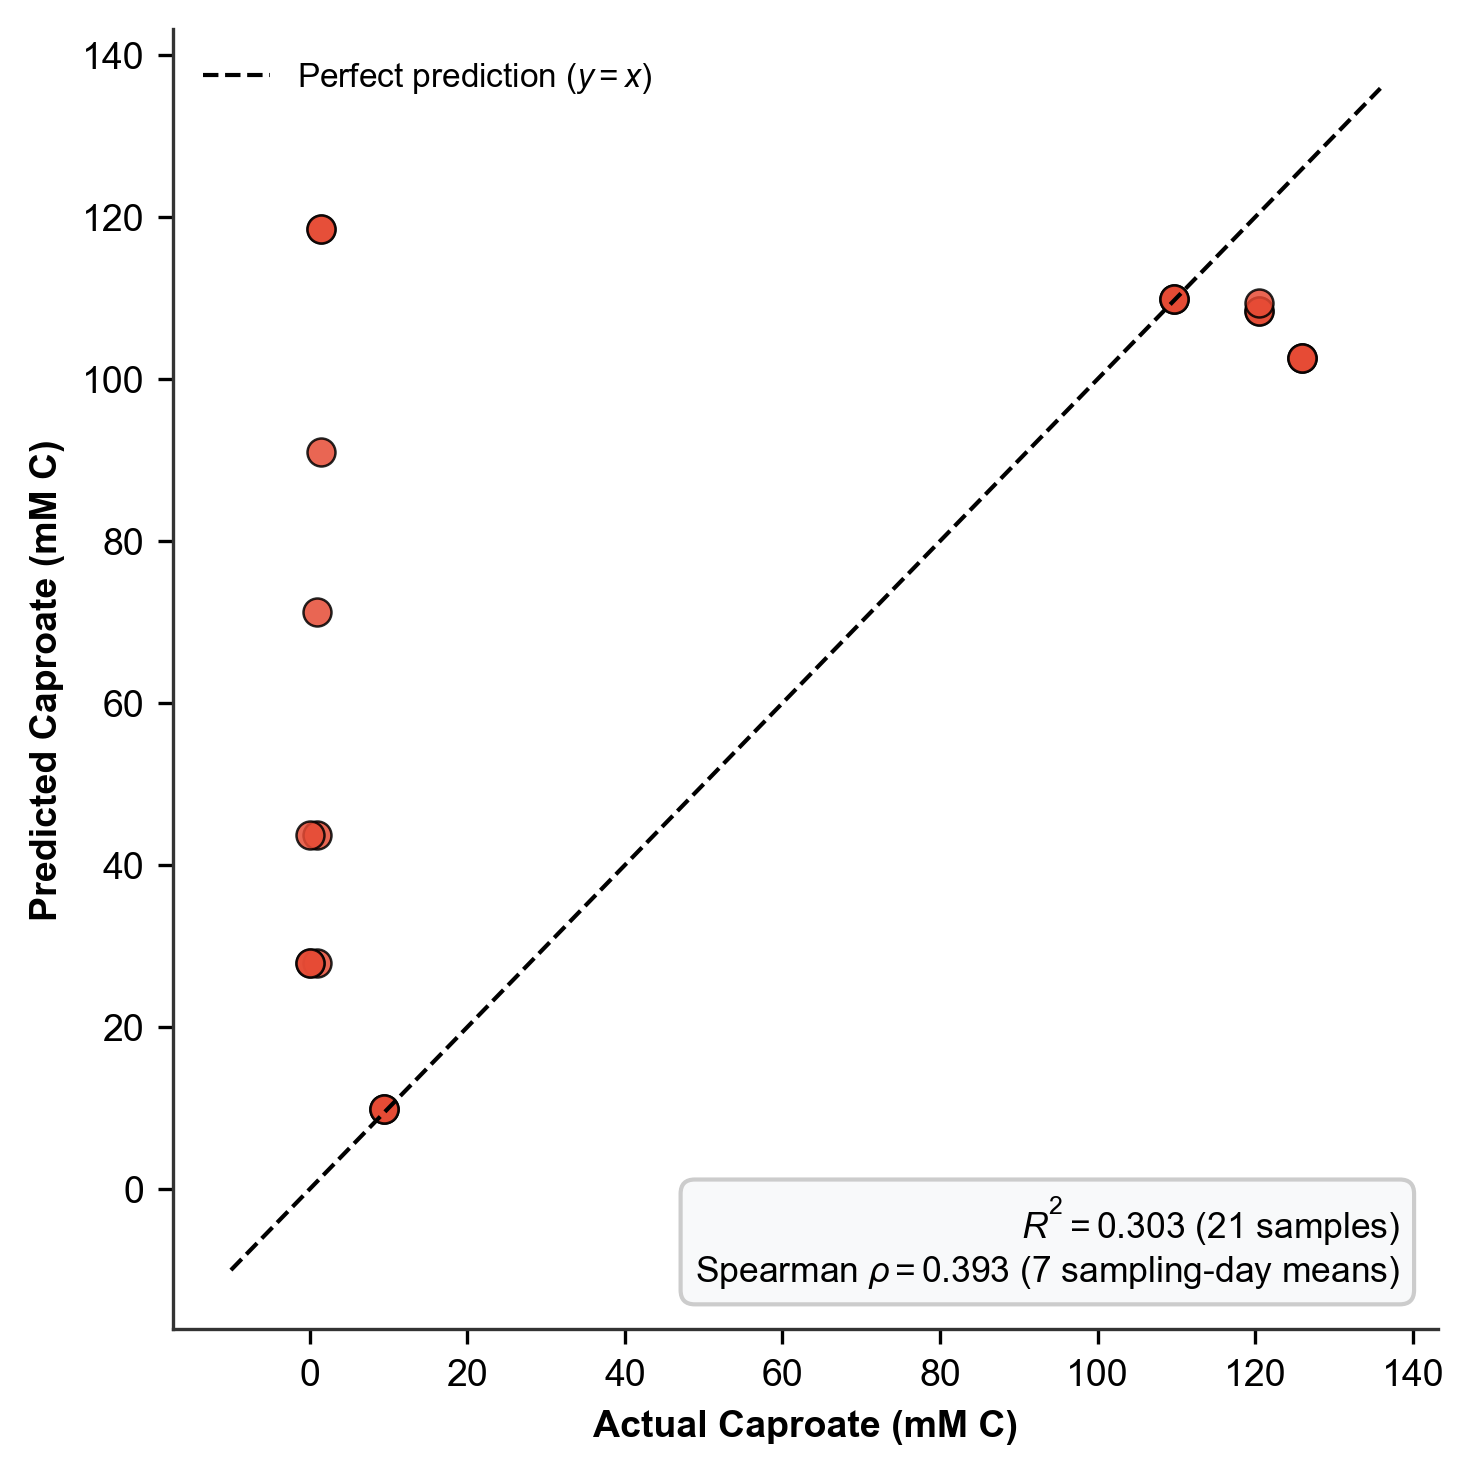 Perfect prediction (y = x)
140
120
100
80
60
40
20
0
Predicted Caproate (mM C)
R² = 0.303 (21 samples)
Spearman ρ = 0.393 (7 sampling-day means)
0 20 40 60 80 100 120 140
Actual Caproate (mM C)